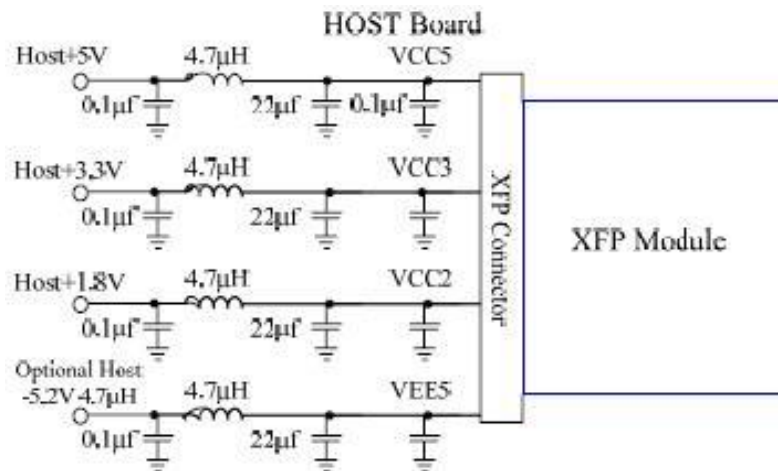 HOST Board
Host+5V 4.7μH VCC5
0.1μf 22μf 0.1μf
Host+3.3V 4.7μH VCC3
0.1μf 22μf
Host+1.8V 4.7μH VCC2
0.1μf 22μf
Optional Host
-5.2V 4.7μH 4.7μH VEE5
0.1μf 22μf
XFP Connector
XFP Module